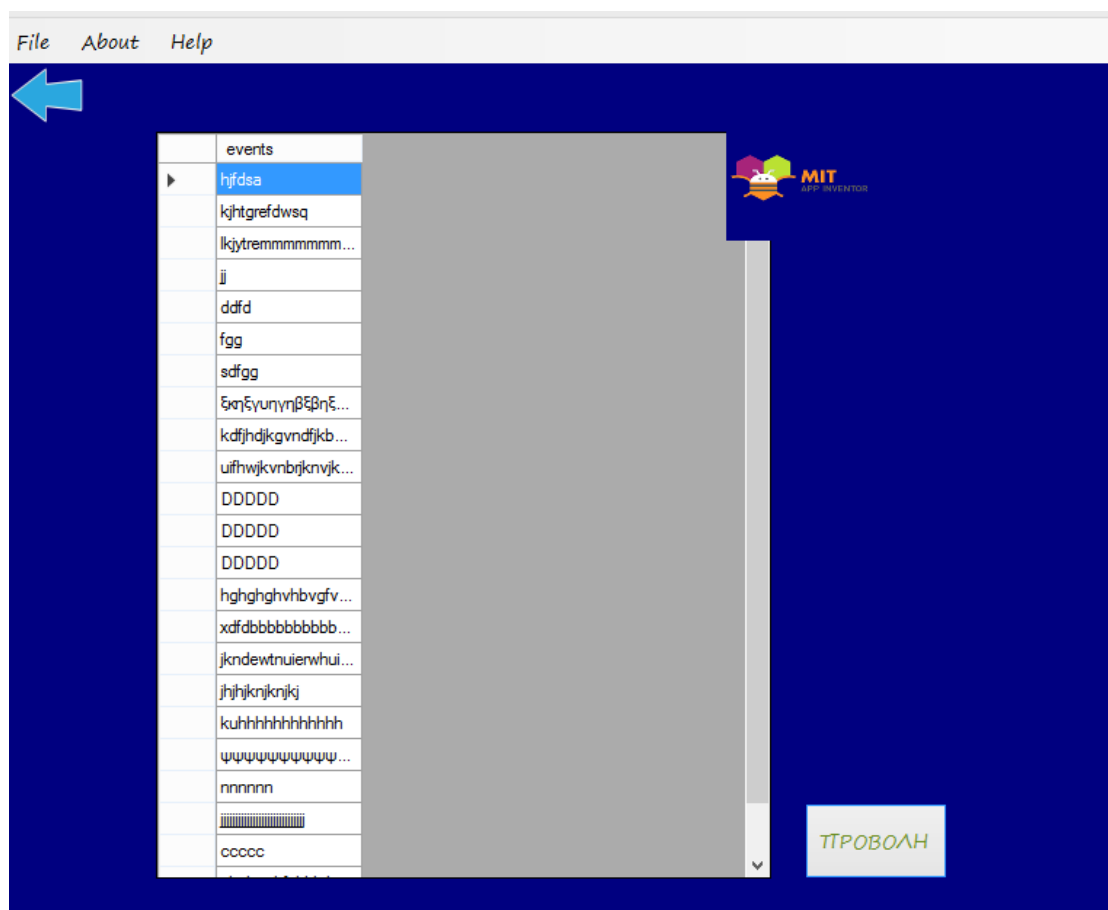 File About Help
events
MIT
APP INVENTOR
hjfdsa
kjhtgrefdwsq
lkjytremmmmmmm...
jj
ddfd
fgg
sdfgg
ξκηξγυηγηβξβηξ...
kdfjhdjkgvndfjkb...
uifhwjkvnbrjknvjk...
DDDDD
DDDDD
DDDDD
hghghghvhbvgfv...
xdfdbbbbbbbbbb...
jkndewtnuierwhui...
jhjhjknjknjkj
kuhhhhhhhhhhhh
ψψψψψψψψψψ...
nnnnnn
ccccc
ΠΡΟΒΟΛΗ